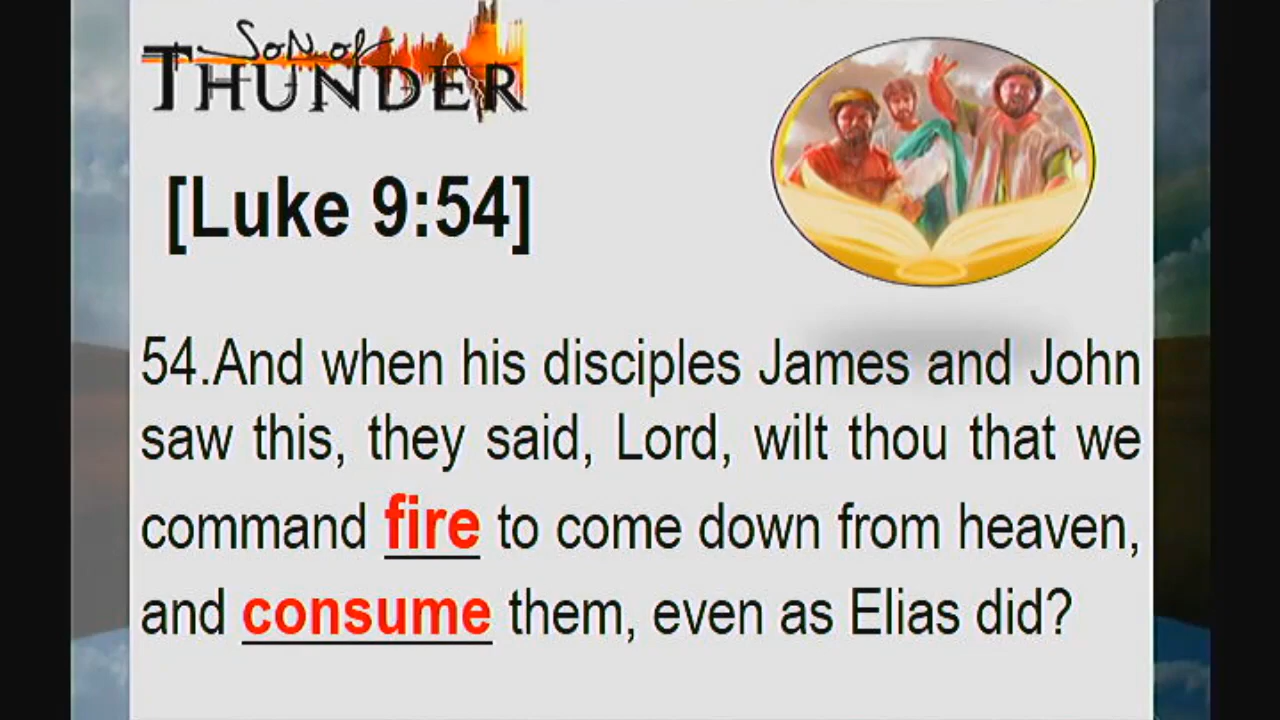 SoN of
THUNDER
[Luke 9:54]
54.And when his disciples James and John
saw this, they said, Lord, wilt thou that we
command fire to come down from heaven,
and consume them, even as Elias did?